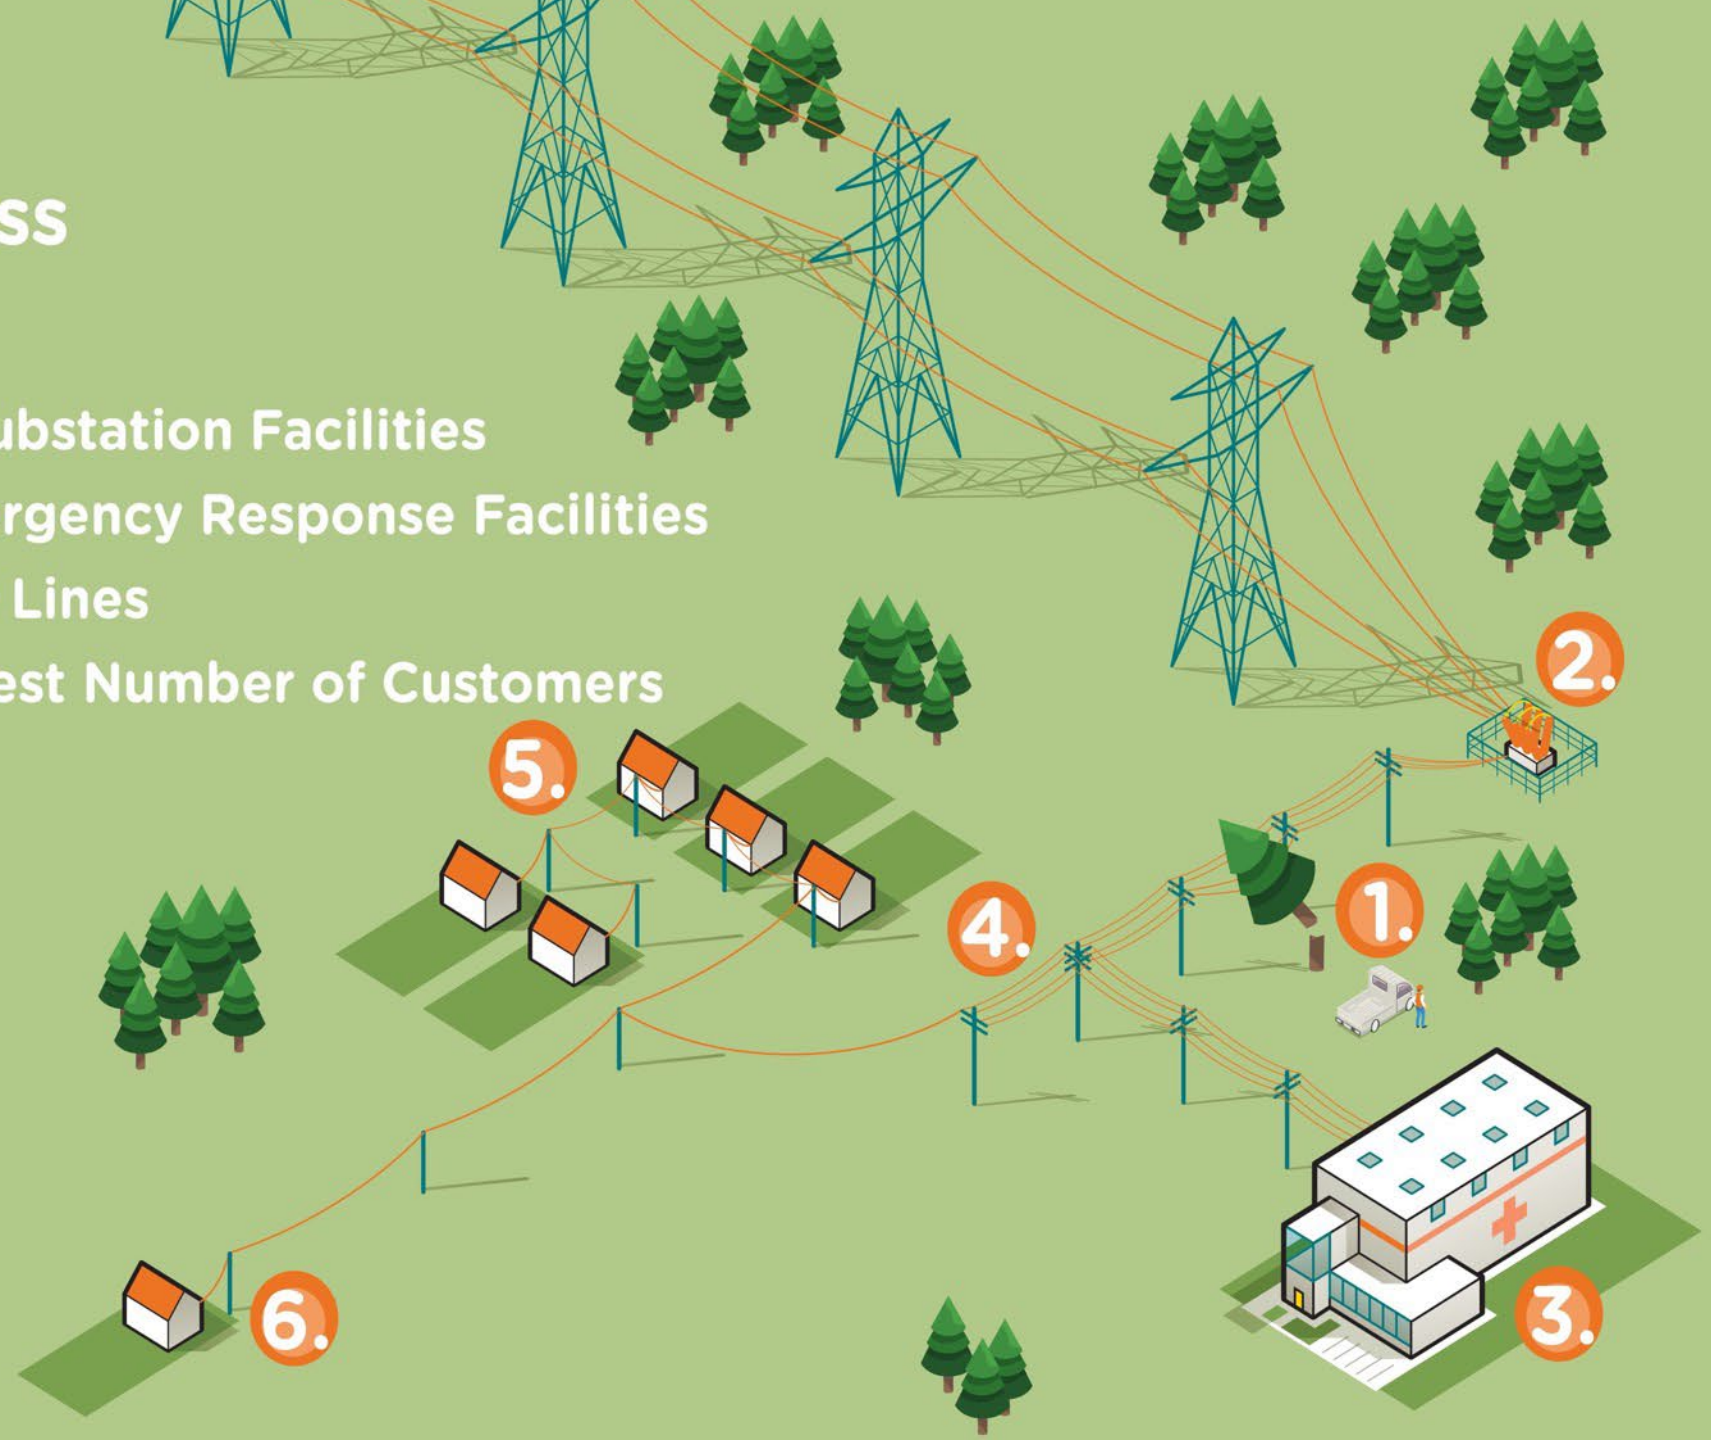 ss
ubstation Facilities
rgency Response Facilities
Lines
est Number of Customers
2.
5.
1.
4.
6.
3.